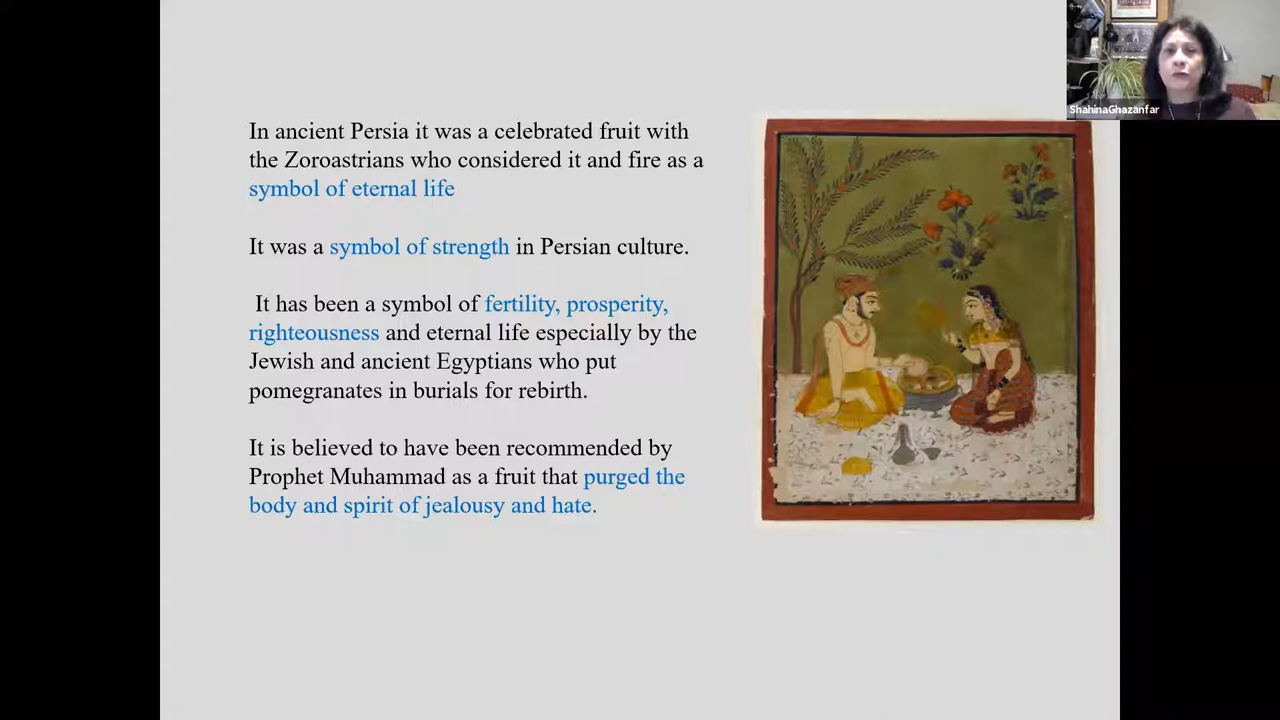 ShahinaGhazanfar
In ancient Persia it was a celebrated fruit with
the Zoroastrians who considered it and fire as a
symbol of eternal life
It was a symbol of strength in Persian culture.
It has been a symbol of fertility, prosperity,
righteousness and eternal life especially by the
Jewish and ancient Egyptians who put
pomegranates in burials for rebirth.
It is believed to have been recommended by
Prophet Muhammad as a fruit that purged the
body and spirit of jealousy and hate.